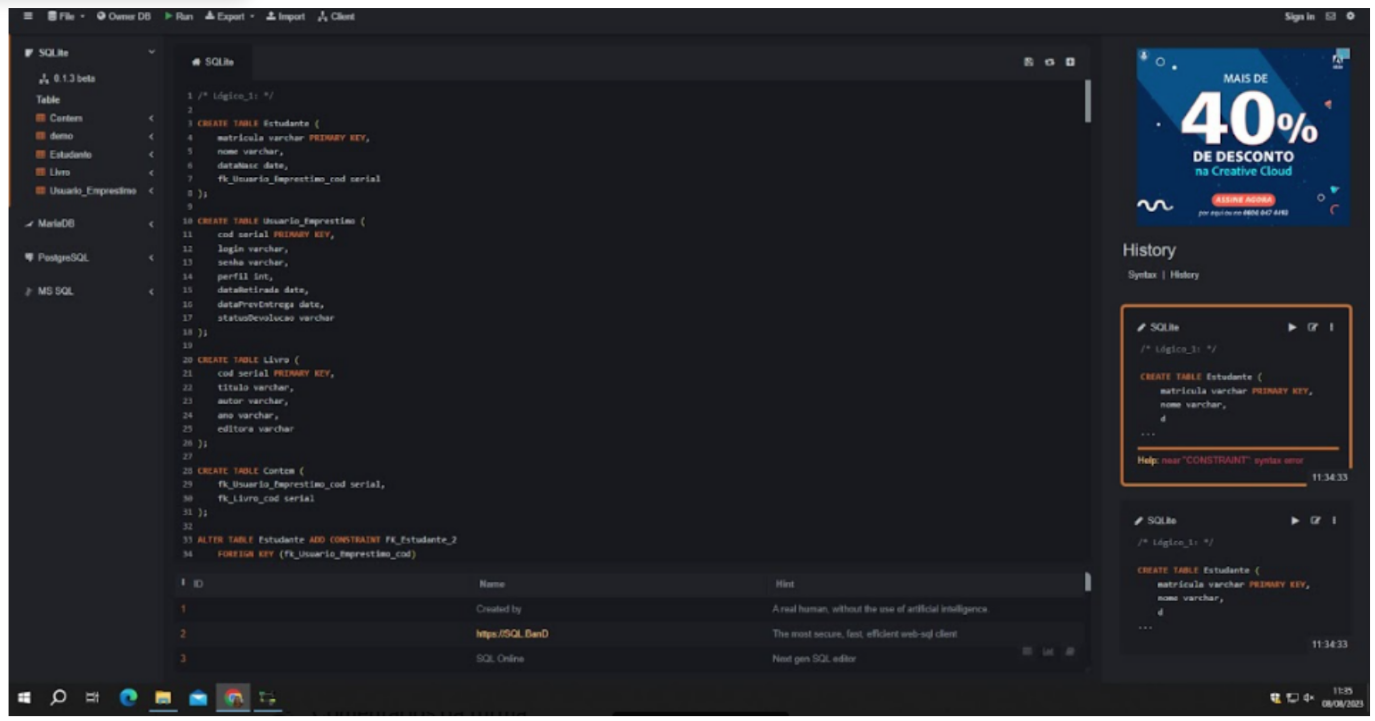 File Owner DB Run Export Import Client Sign in
SQLite
0.1.3 beta
Table
Contem
demo
Estudante
Livro
Usuario_Emprestimo
MariaDB
PostgreSQL
MS SQL
SQLite
1 /* Lógico_1: */
2
3 CREATE TABLE Estudante (
4 matricula varchar PRIMARY KEY,
5 nome varchar,
6 dataNasc date,
7 fk_Usuario_Emprestimo_cod serial
8 );
9
10 CREATE TABLE Usuario_Emprestimo (
11 cod serial PRIMARY KEY,
12 login varchar,
13 senha varchar,
14 perfil int,
15 dataRetirada date,
16 dataPrevEntrega date,
17 statusDevolucao varchar
18 );
19
20 CREATE TABLE Livro (
21 cod serial PRIMARY KEY,
22 titulo varchar,
23 autor varchar,
24 ano varchar,
25 editora varchar
26 );
27
28 CREATE TABLE Contem (
29 fk_Usuario_Emprestimo_cod serial,
30 fk_Livro_cod serial
31 );
32
33 ALTER TABLE Estudante ADD CONSTRAINT FK_Estudante_2
34 FOREIGN KEY (fk_Usuario_Emprestimo_cod)
! ID Name Hint
1 Created by A real human, without the use of artificial intelligence.
2 https://SQL.BanD The most secure, fast, efficient web-sql client
3 SQL Online Next gen SQL editor
MAIS DE
40%
DE DESCONTO
na Creative Cloud
ASSINE AGORA
History
Syntax | History
SQLite
/* Lógico_1: */
CREATE TABLE Estudante (
matricula varchar PRIMARY KEY,
nome varchar,
d
...
Help: near "CONSTRAINT": syntax error
11:34:33
SQLite
/* Lógico_1: */
CREATE TABLE Estudante (
matricula varchar PRIMARY KEY,
nome varchar,
d
...
11:34:33
11:35
08/08/2023